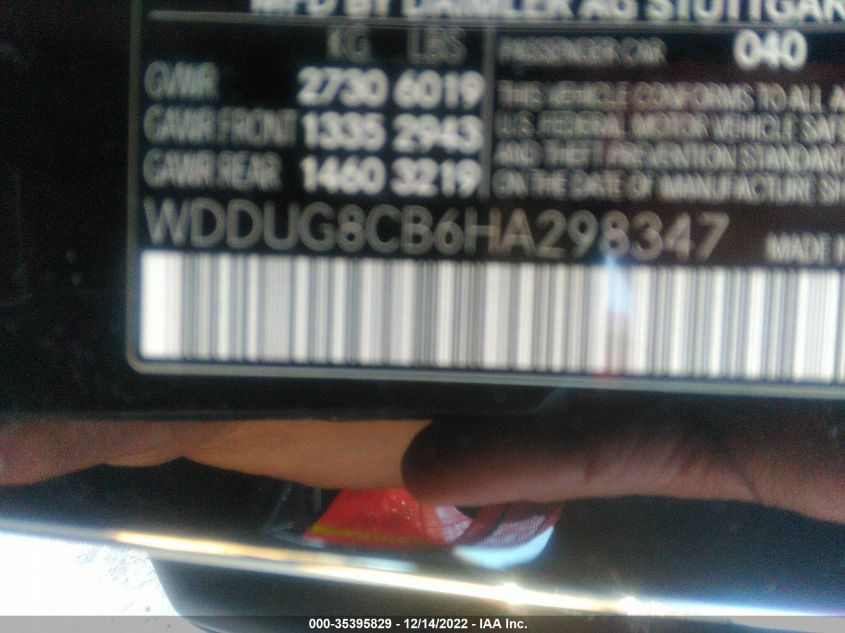 MFD BY DAIMLER AG STUTTGAR
KG LBS
PASSENGER CAR 040
GVWR 2730 6019
GAWR FRONT 1335 2943
GAWR REAR 1460 3219
THIS VEHICLE CONFORMS TO ALL A
U.S. FEDERAL MOTOR VEHICLE SAFE
AND THEFT PREVENTION STANDARD
ON THE DATE OF MANUFACTURE SH
WDDUG8CB6HA298347 MADE IN
000-35395829 - 12/14/2022 - IAA Inc.